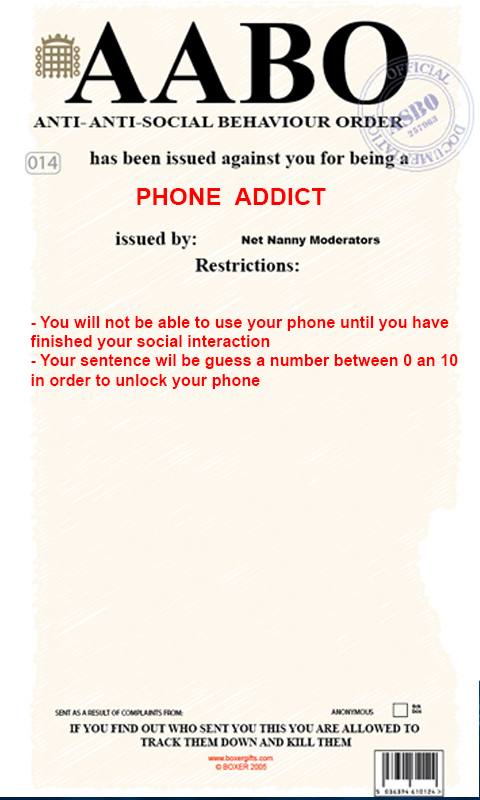 AABO
ANTI-ANTI-SOCIAL BEHAVIOUR ORDER
OFFICIAL
ASBO
257963
DOCUMENTATION
014
has been issued against you for being a
PHONE ADDICT
issued by: Net Nanny Moderators
Restrictions:
- You will not be able to use your phone until you have
finished your social interaction
- Your sentence wil be guess a number between 0 an 10
in order to unlock your phone
SENT AS A RESULT OF COMPLAINTS FROM: ANONYMOUS
tick
box
IF YOU FIND OUT WHO SENT YOU THIS YOU ARE ALLOWED TO
TRACK THEM DOWN AND KILL THEM
www.boxergifts.com
© BOXER 2005
5 036394 610124 >